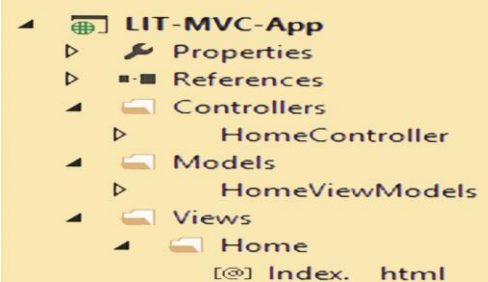 LIT-MVC-App
Properties
References
Controllers
HomeController
Models
HomeViewModels
Views
Home
[@] Index. html